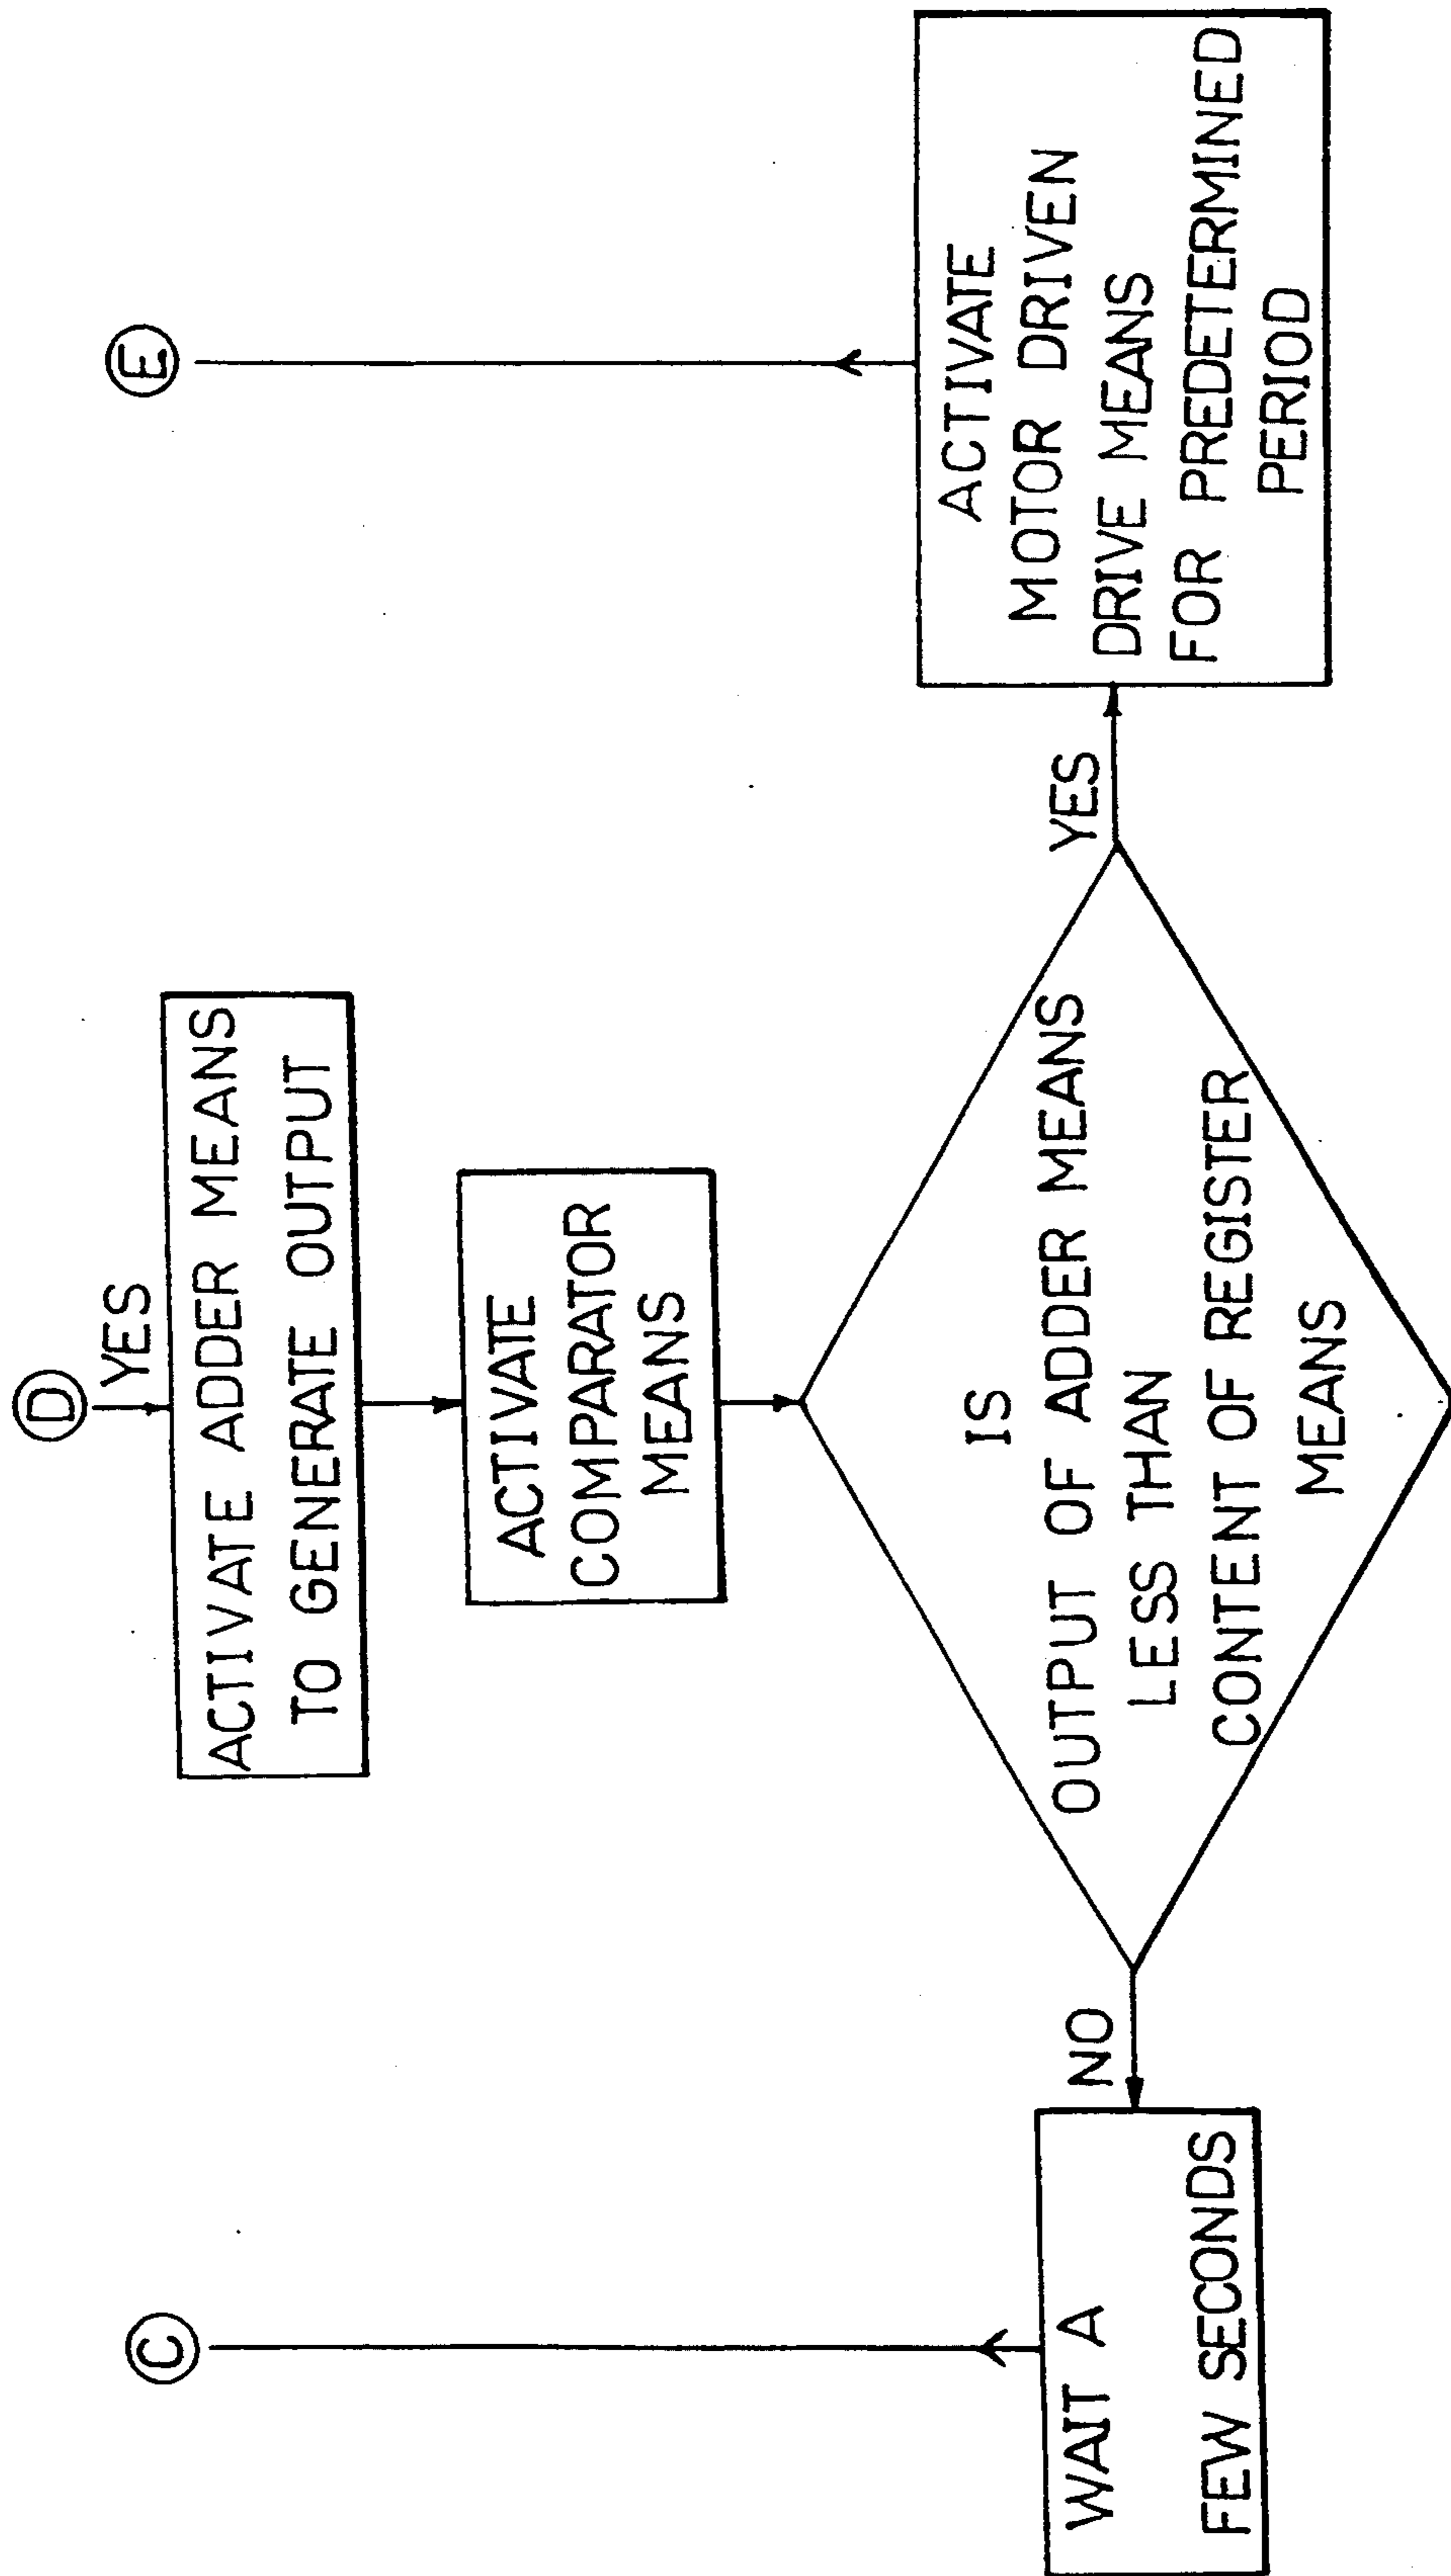 D
YES
ACTIVATE ADDER MEANS
TO GENERATE OUTPUT
ACTIVATE
COMPARATOR
MEANS
IS
OUTPUT OF ADDER MEANS
LESS THAN
CONTENT OF REGISTER
MEANS
NO
WAIT A
FEW SECONDS
C
YES
ACTIVATE
MOTOR DRIVEN
DRIVE MEANS
FOR PREDETERMINED
PERIOD
E